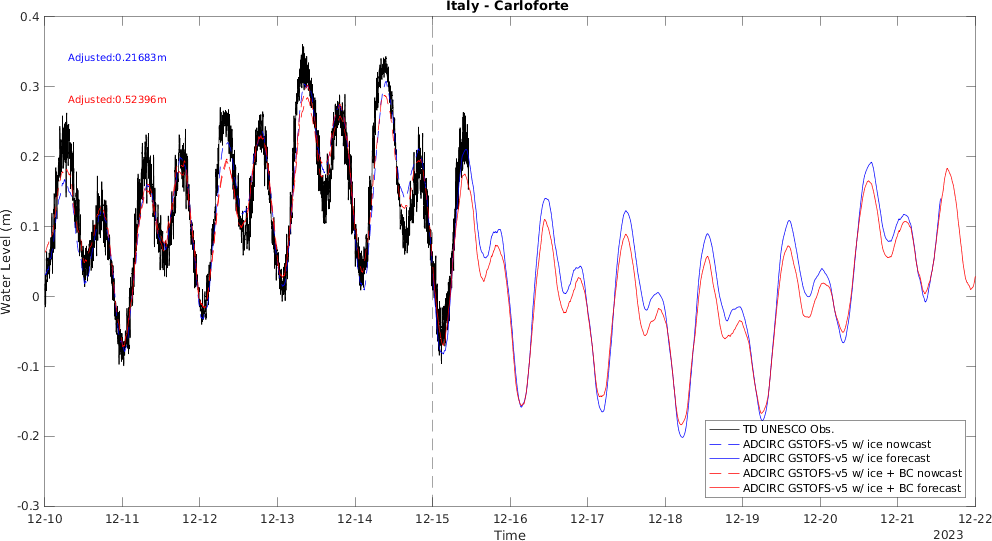 Italy - Carloforte
Water Level (m)
0.4
0.3
0.2
0.1
0
-0.1
-0.2
-0.3
Adjusted:0.21683m
Adjusted:0.52396m
TD UNESCO Obs.
ADCIRC GSTOFS-v5 w/ ice nowcast
ADCIRC GSTOFS-v5 w/ ice forecast
ADCIRC GSTOFS-v5 w/ ice + BC nowcast
ADCIRC GSTOFS-v5 w/ ice + BC forecast
12-10 12-11 12-12 12-13 12-14 12-15 12-16 12-17 12-18 12-19 12-20 12-21 12-22
Time
2023